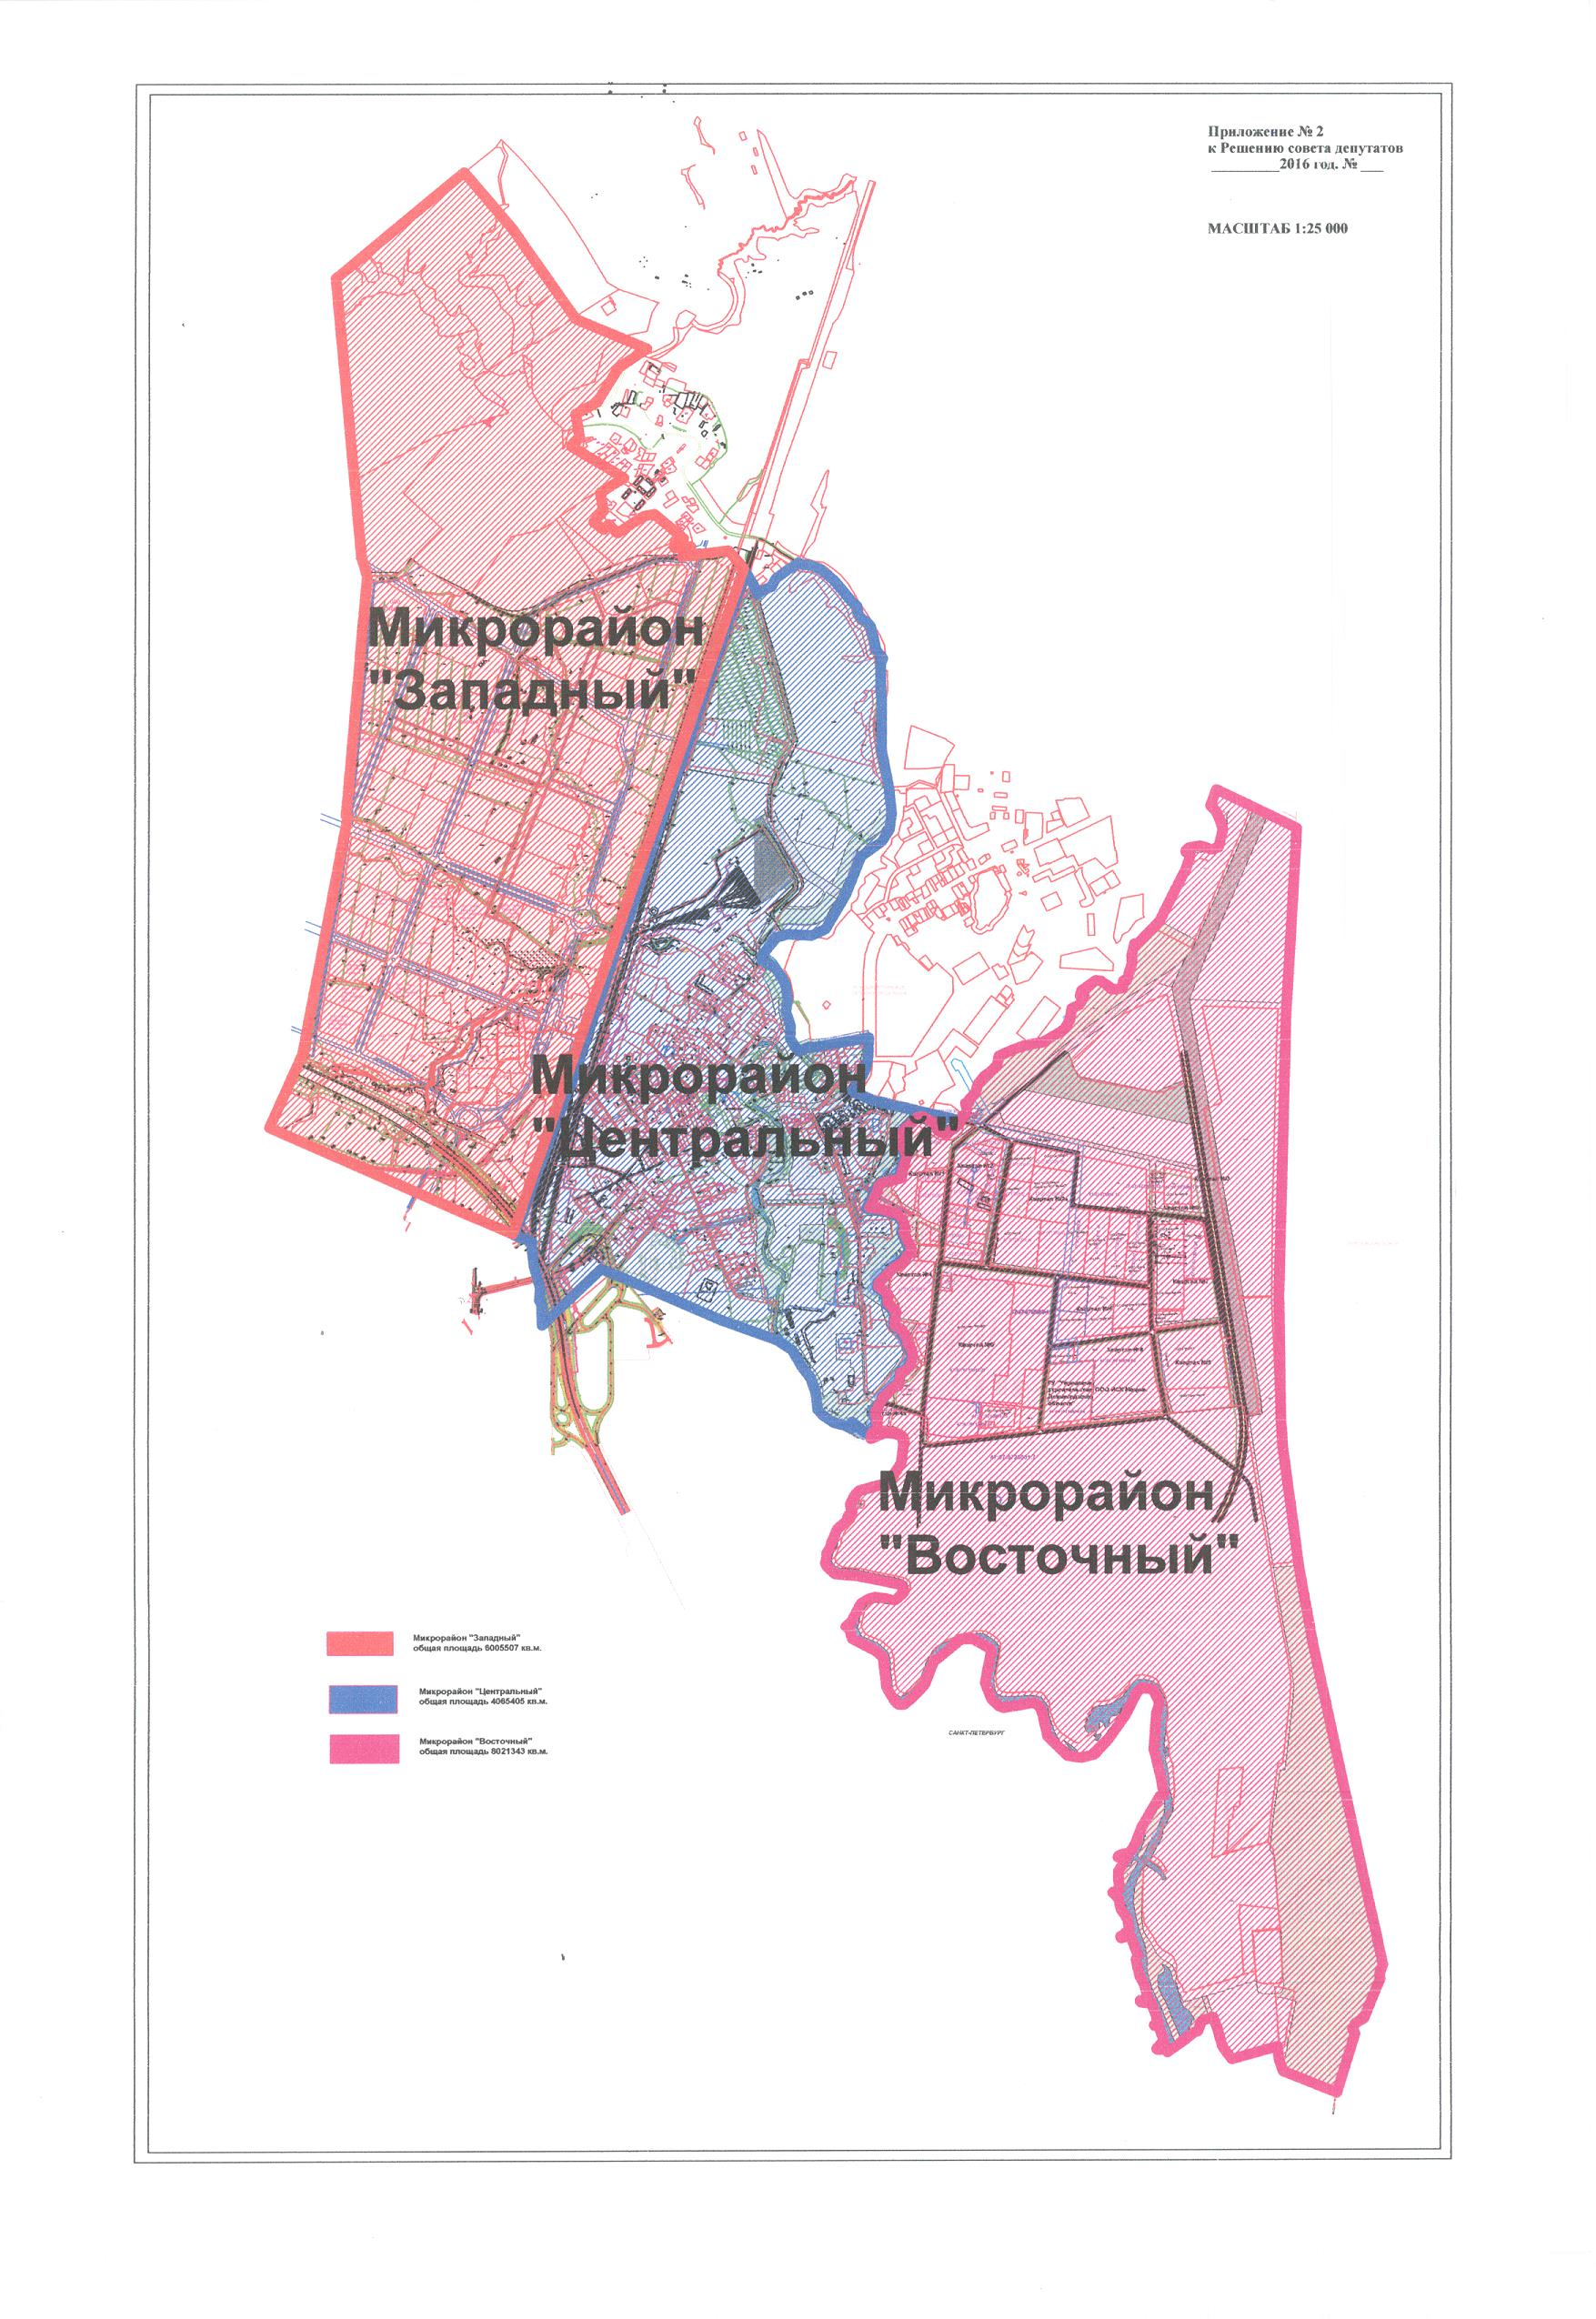 Приложение № 2
к Решению совета депутатов
_________2016 год. № ___
МАСШТАБ 1:25 000
Микрорайон
"Западный"
Микрорайон
"Центральный"
Микрорайон
"Восточный"
Микрорайон "Западный"
общая площадь 6005507 кв.м.
Микрорайон "Центральный"
общая площадь 4065405 кв.м.
Микрорайон "Восточный"
общая площадь 8021343 кв.м.
САНКТ-ПЕТЕРБУРГ